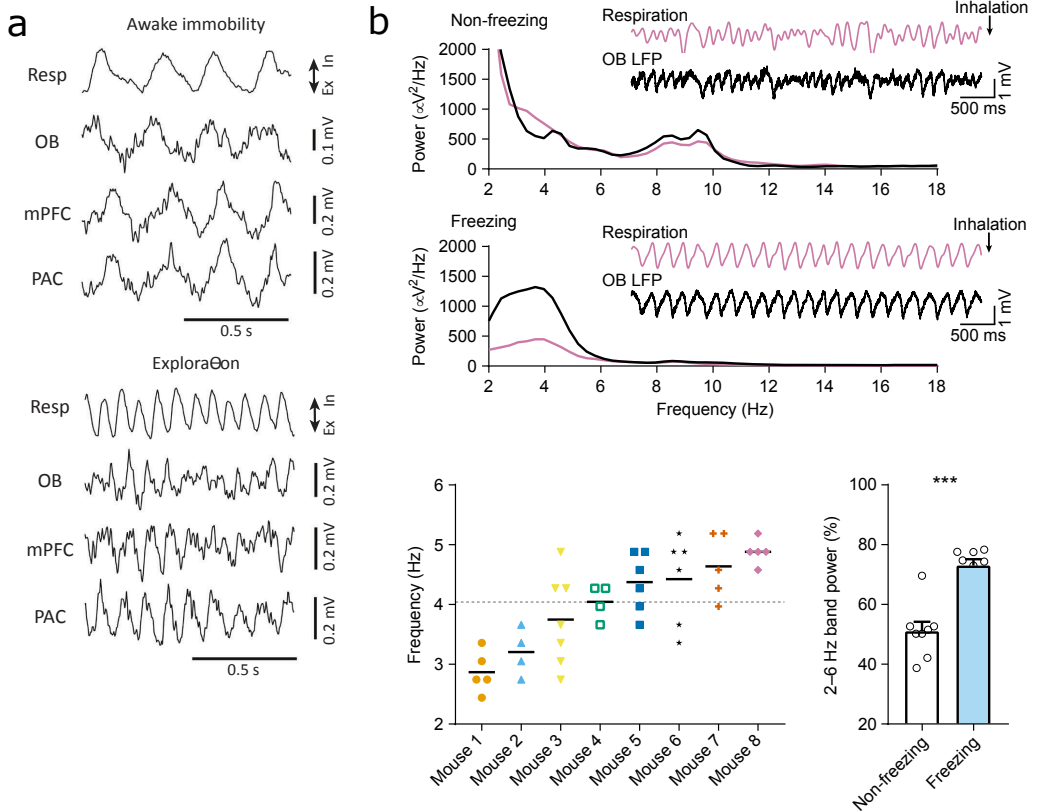 a
Awake immobility
Resp
In
Ex
OB
0.1 mV
mPFC
0.2 mV
PAC
0.2 mV
0.5 s
ExploraƟon
Resp
In
Ex
OB
0.2 mV
mPFC
0.2 mV
PAC
0.2 mV
0.5 s
b
Non-freezing
Respiration
Inhalation
OB LFP
1 mV
500 ms
Power (∝V²/Hz)
2000
1500
1000
500
0
2 4 6 8 10 12 14 16 18
Freezing
Respiration
Inhalation
OB LFP
1 mV
500 ms
Power (∝V²/Hz)
2000
1500
1000
500
0
2 4 6 8 10 12 14 16 18
Frequency (Hz)
Frequency (Hz)
6
5
4
3
2
Mouse 1
Mouse 2
Mouse 3
Mouse 4
Mouse 5
Mouse 6
Mouse 7
Mouse 8
2–6 Hz band power (%)
100
80
60
40
20
***
Non-freezing
Freezing